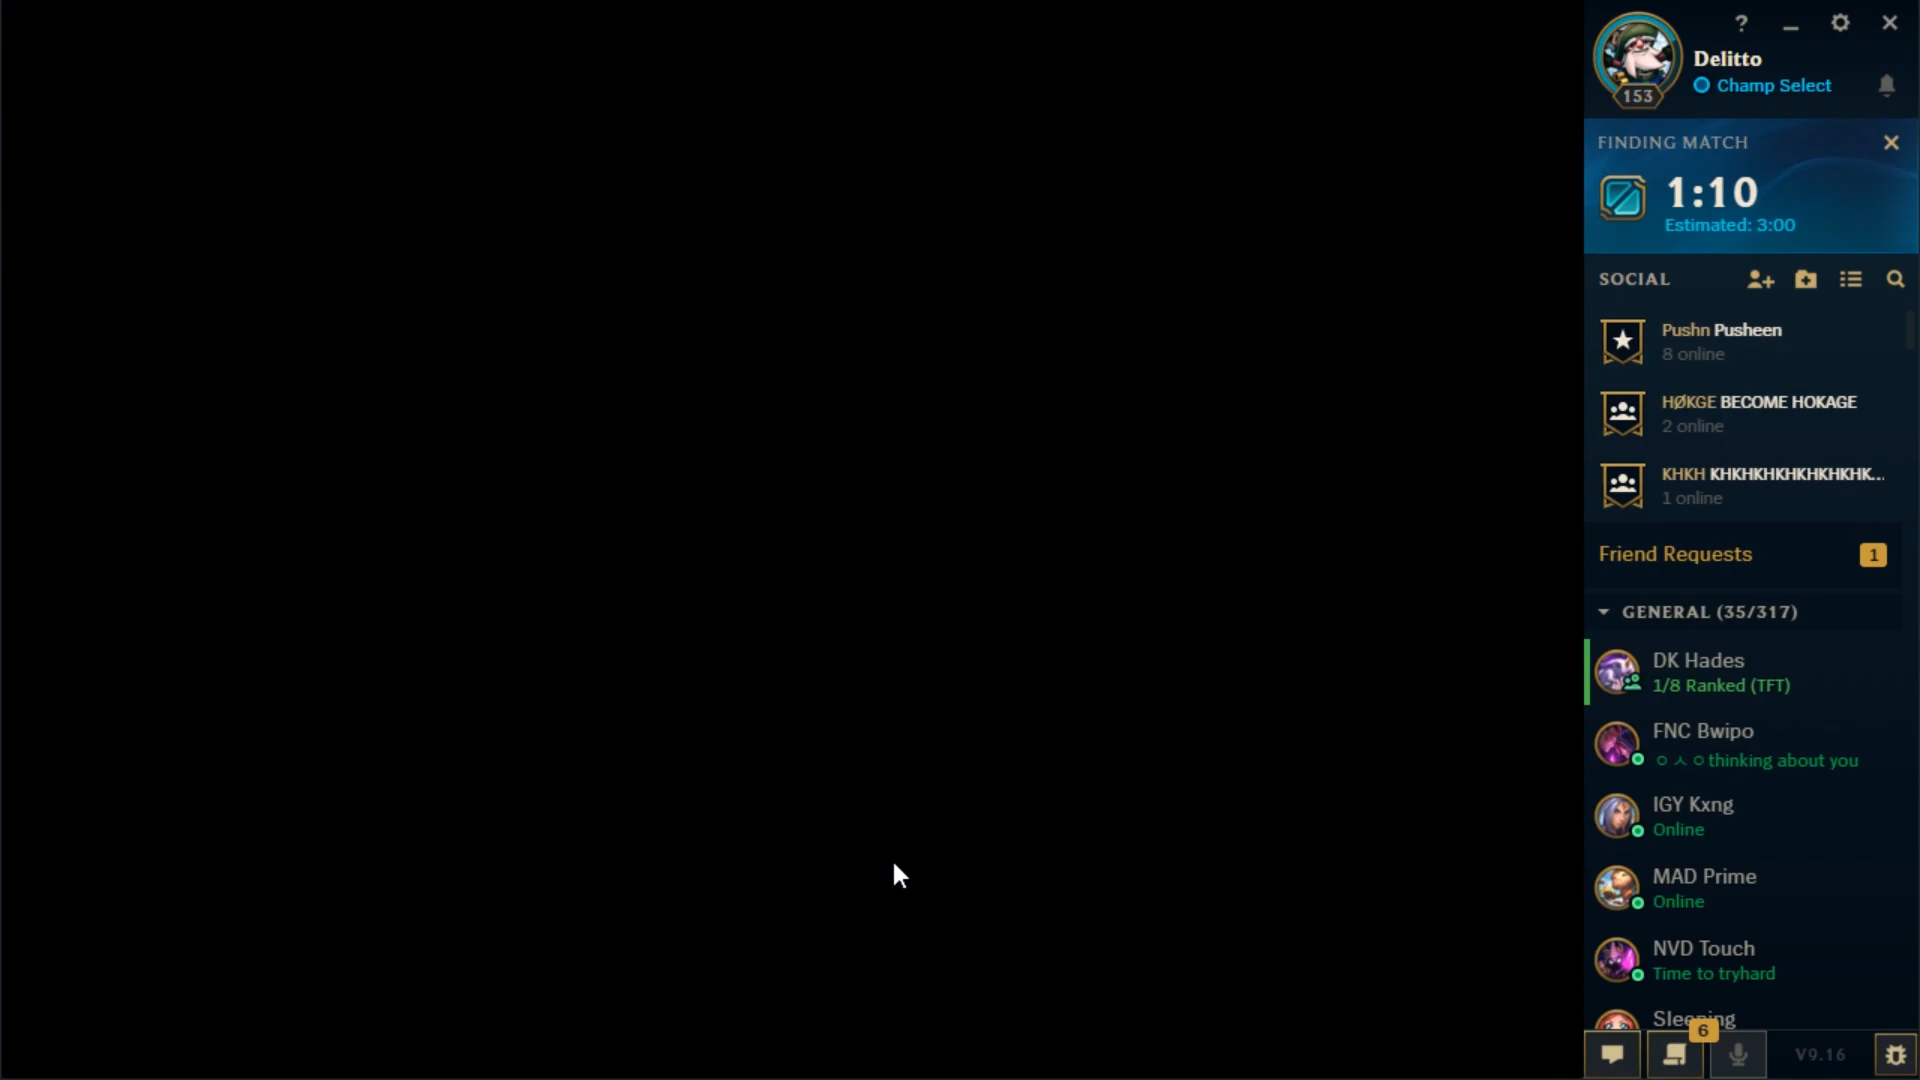 ?
Delitto
Champ Select
153
FINDING MATCH
1:10
Estimated: 3:00
SOCIAL
Pushn Pusheen
8 online
HØKGE BECOME HOKAGE
2 online
KHKH KHKHKHKHKHKHKHK...
1 online
Friend Requests 1
GENERAL (35/317)
DK Hades
1/8 Ranked (TFT)
FNC Bwipo
ㅇㅅㅇthinking about you
IGY Kxng
Online
MAD Prime
Online
NVD Touch
Time to tryhard
Sleeping
6
V9.16